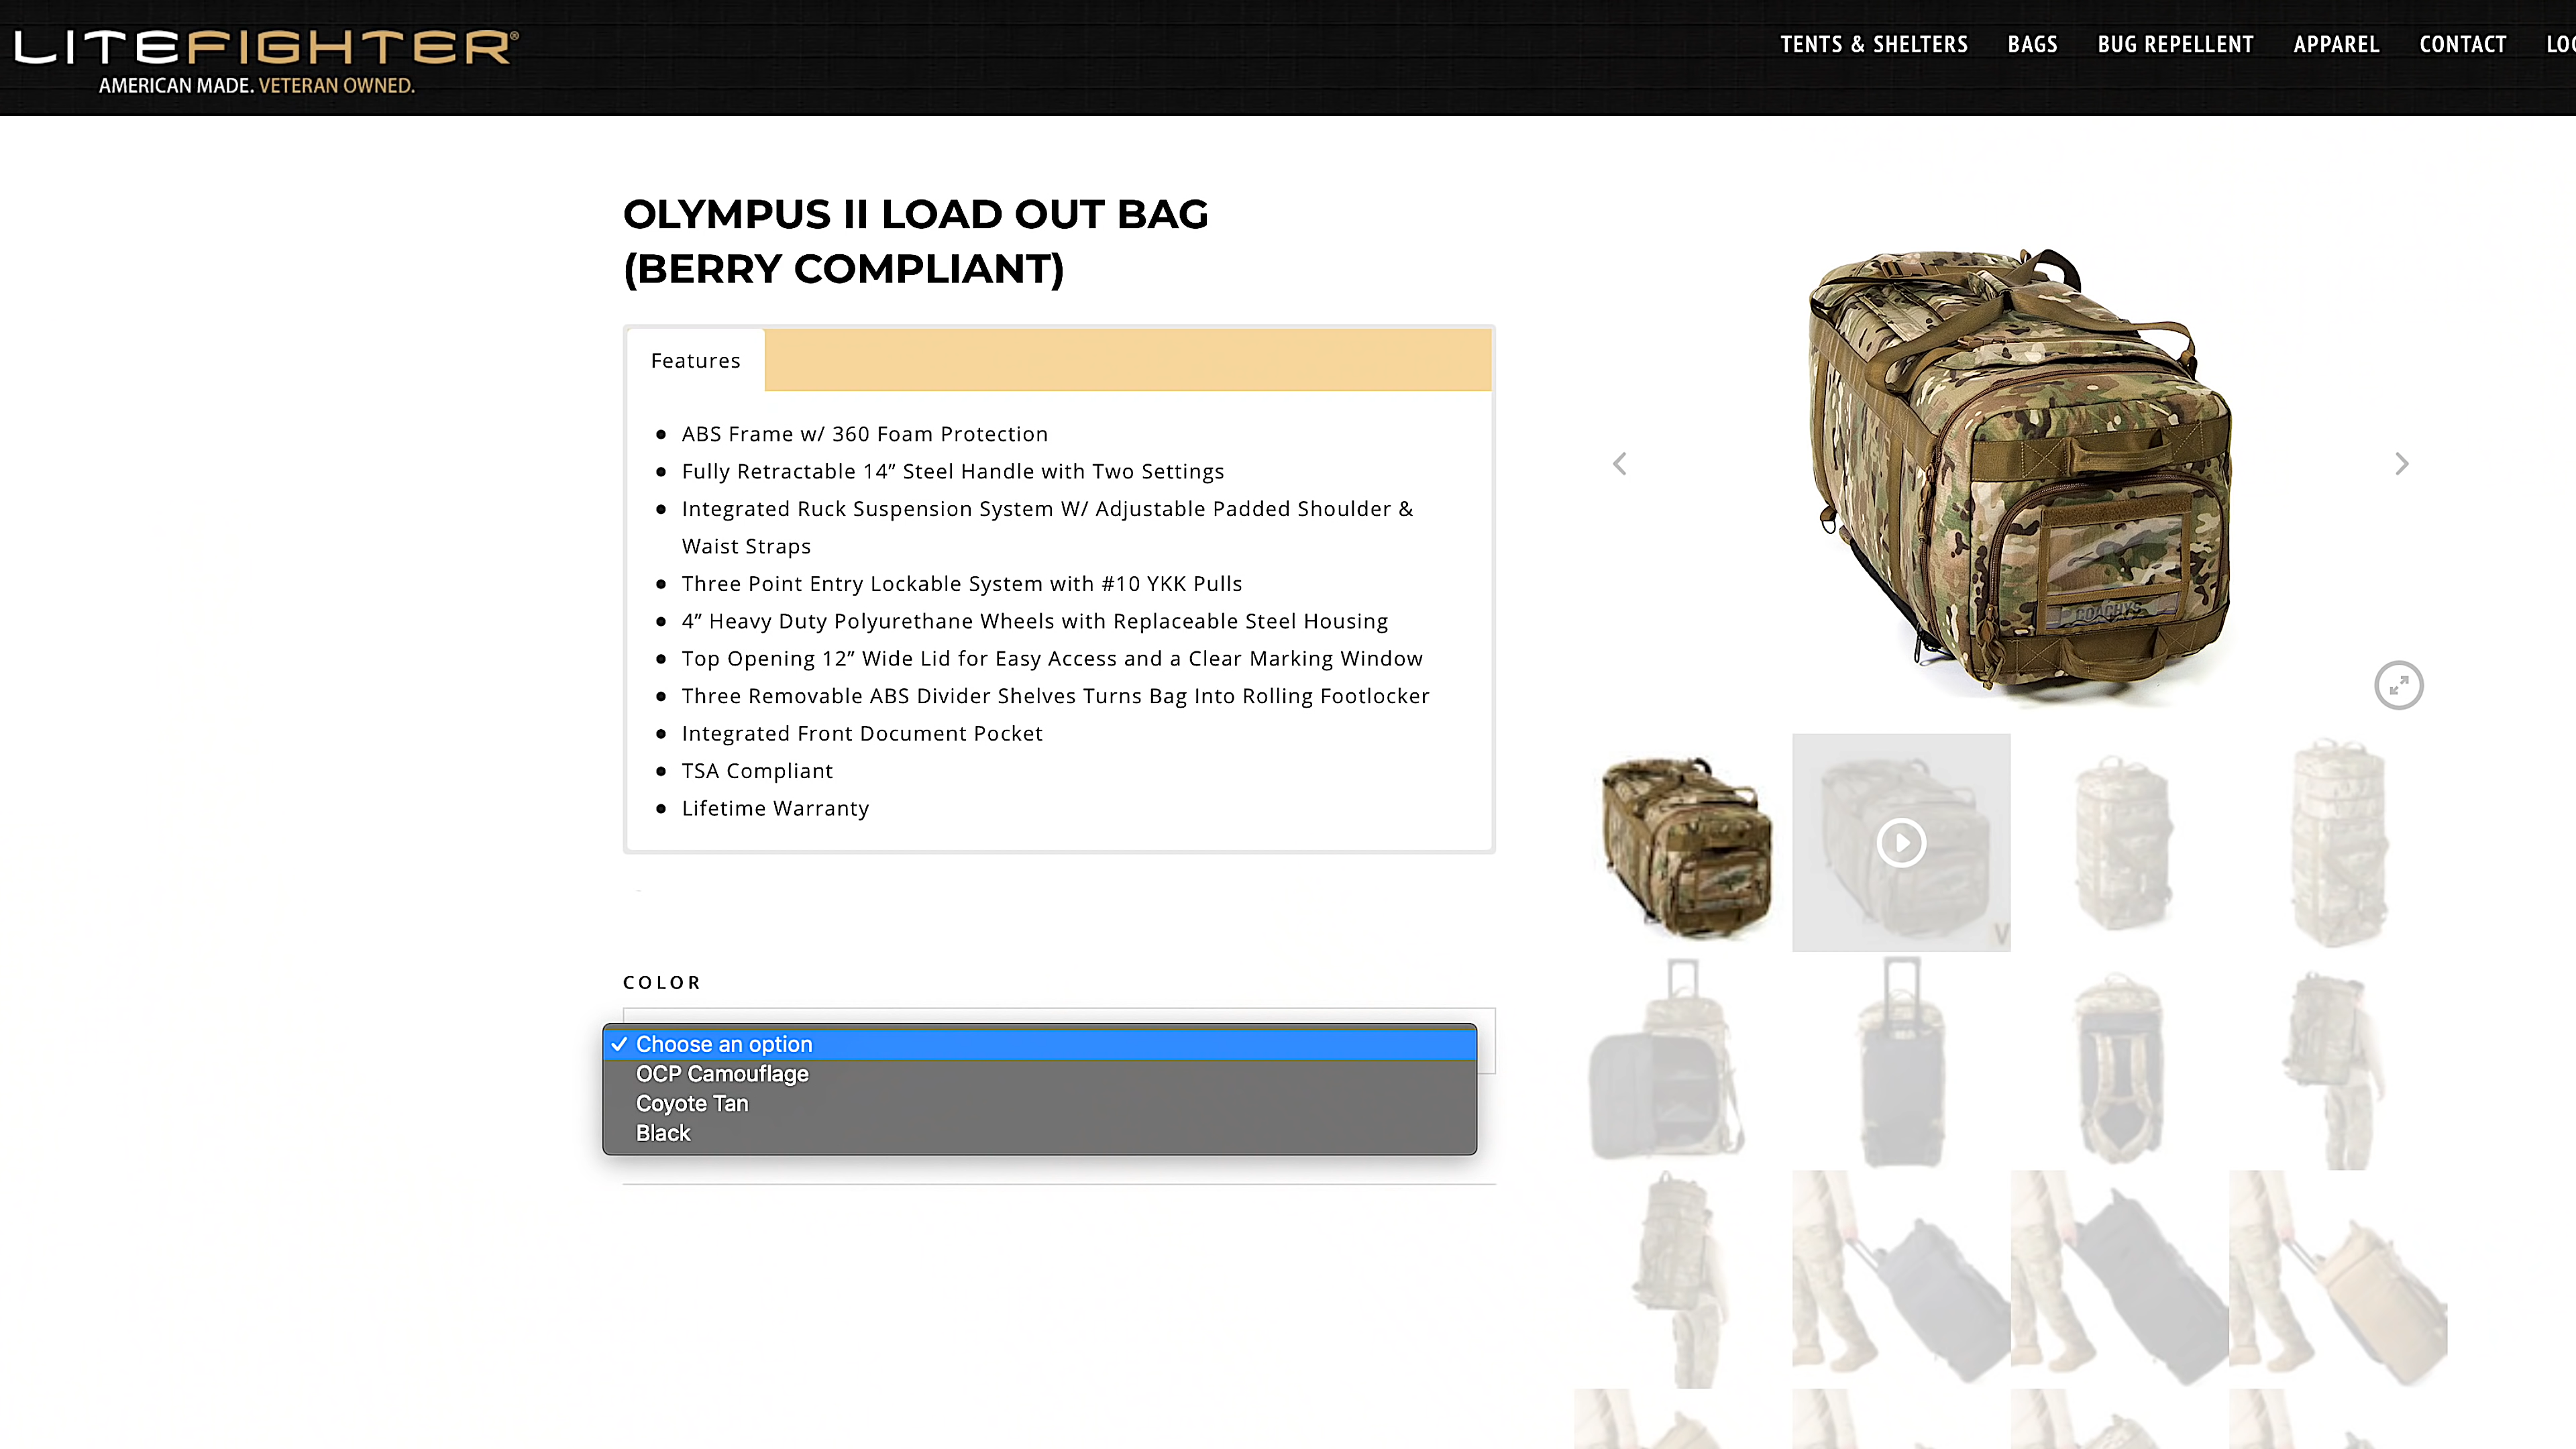 LITEFIGHTER®
AMERICAN MADE. VETERAN OWNED.
TENTS & SHELTERS BAGS BUG REPELLENT APPAREL CONTACT
OLYMPUS II LOAD OUT BAG
(BERRY COMPLIANT)
Features
ABS Frame w/ 360 Foam Protection
Fully Retractable 14” Steel Handle with Two Settings
Integrated Ruck Suspension System W/ Adjustable Padded Shoulder &
Waist Straps
Three Point Entry Lockable System with #10 YKK Pulls
4” Heavy Duty Polyurethane Wheels with Replaceable Steel Housing
Top Opening 12” Wide Lid for Easy Access and a Clear Marking Window
Three Removable ABS Divider Shelves Turns Bag Into Rolling Footlocker
Integrated Front Document Pocket
TSA Compliant
Lifetime Warranty
COLOR
✓ Choose an option
OCP Camouflage
Coyote Tan
Black